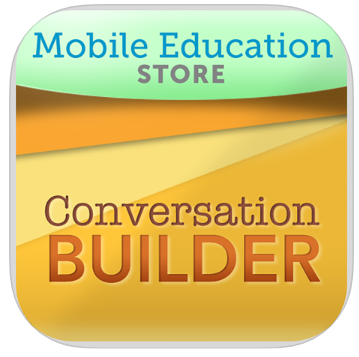 Mobile Education
STORE
Conversation
BUILDER